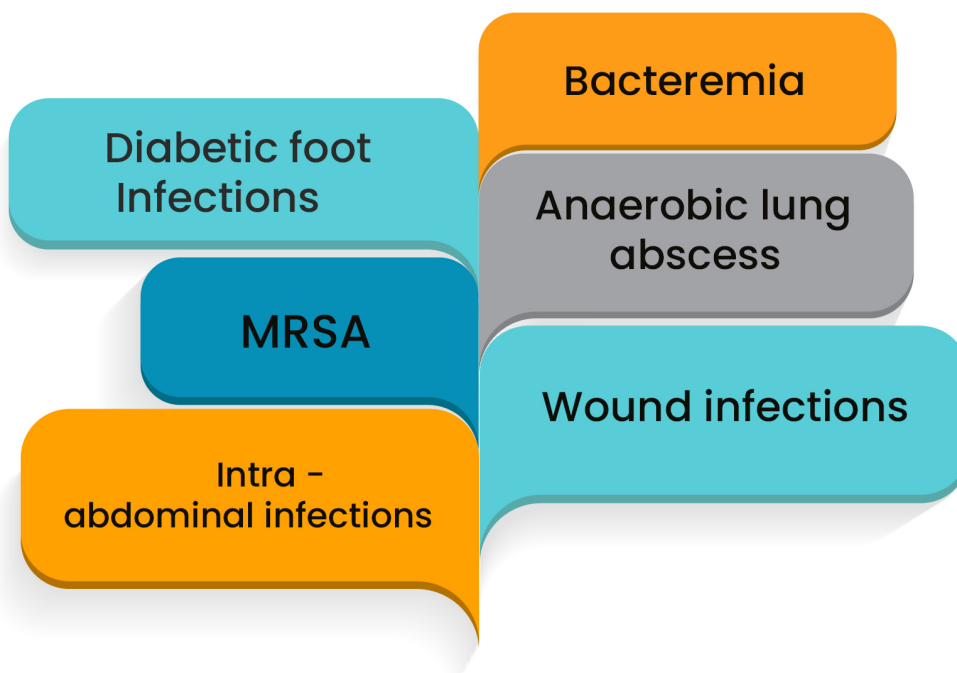 Bacteremia
Diabetic foot
Infections
Anaerobic lung
abscess
MRSA
Wound infections
Intra -
abdominal infections